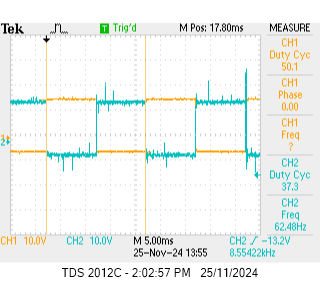 Tek
T Trig'd
M Pos: 17.80ms
MEASURE
CH1
Duty Cyc
50.1
CH1
Phase
0.00
CH1
Freq
?
CH2
Duty Cyc
37.3
CH2
Freq
62.48Hz
1
2
CH1 10.0V
CH2 10.0V
M 5.00ms
CH2 -13.2V
25-Nov-24 13:55
8.55422kHz
TDS 2012C - 2:02:57 PM 25/11/2024